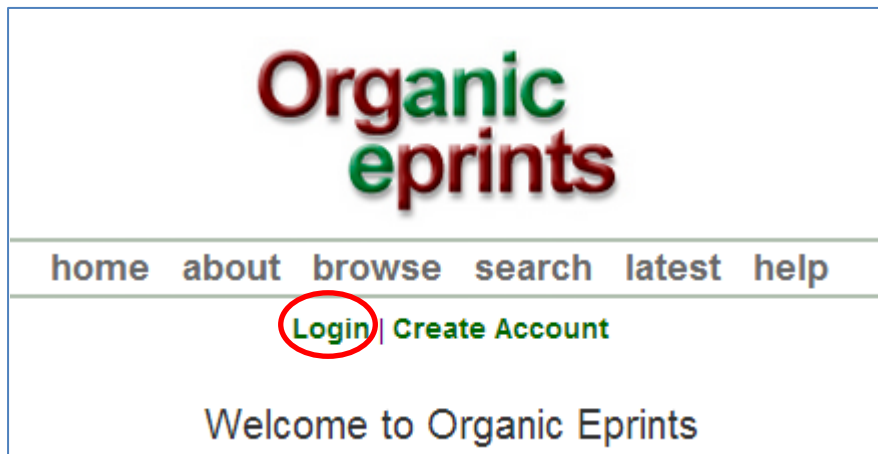 Organic
eprints
home about browse search latest help
Login | Create Account
Welcome to Organic Eprints